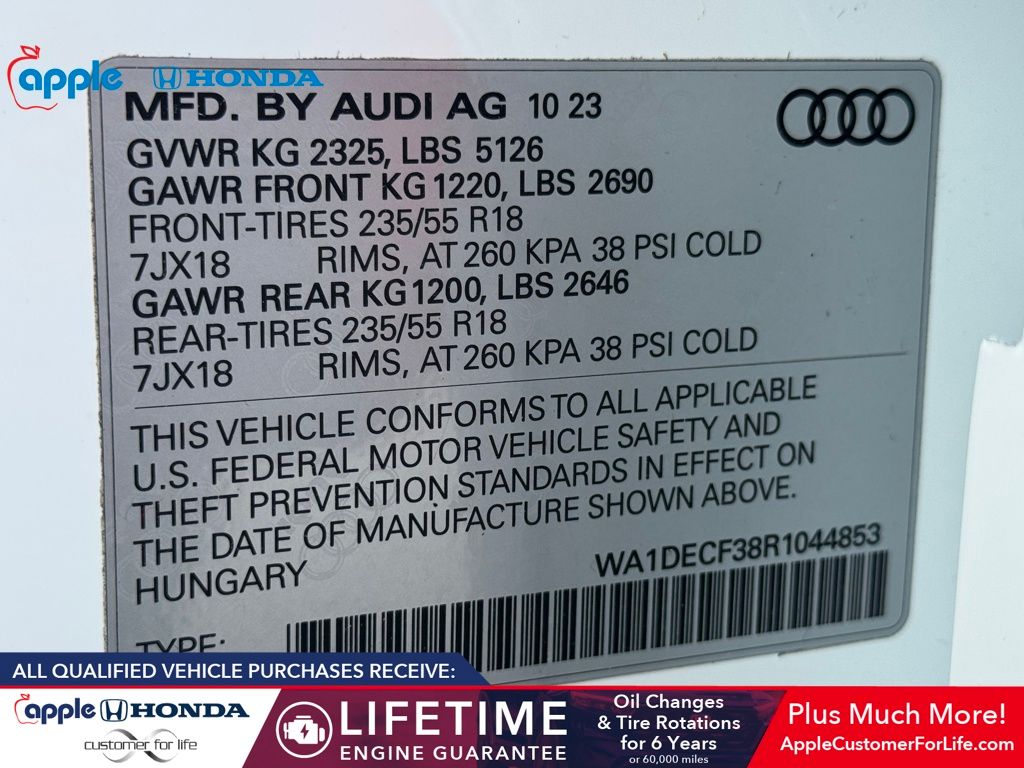 apple HONDA
MFD. BY AUDI AG 10 23
GVWR KG 2325, LBS 5126
GAWR FRONT KG 1220, LBS 2690
FRONT-TIRES 235/55 R18
7JX18 RIMS, AT 260 KPA 38 PSI COLD
GAWR REAR KG 1200, LBS 2646
REAR-TIRES 235/55 R18
7JX18 RIMS, AT 260 KPA 38 PSI COLD
THIS VEHICLE CONFORMS TO ALL APPLICABLE
U.S. FEDERAL MOTOR VEHICLE SAFETY AND
THEFT PREVENTION STANDARDS IN EFFECT ON
THE DATE OF MANUFACTURE SHOWN ABOVE.
HUNGARY WA1DECF38R1044853
TYPE:
ALL QUALIFIED VEHICLE PURCHASES RECEIVE:
apple HONDA
customer for life
LIFETIME
ENGINE GUARANTEE
Oil Changes
& Tire Rotations
for 6 Years
or 60,000 miles
Plus Much More!
AppleCustomerForLife.com